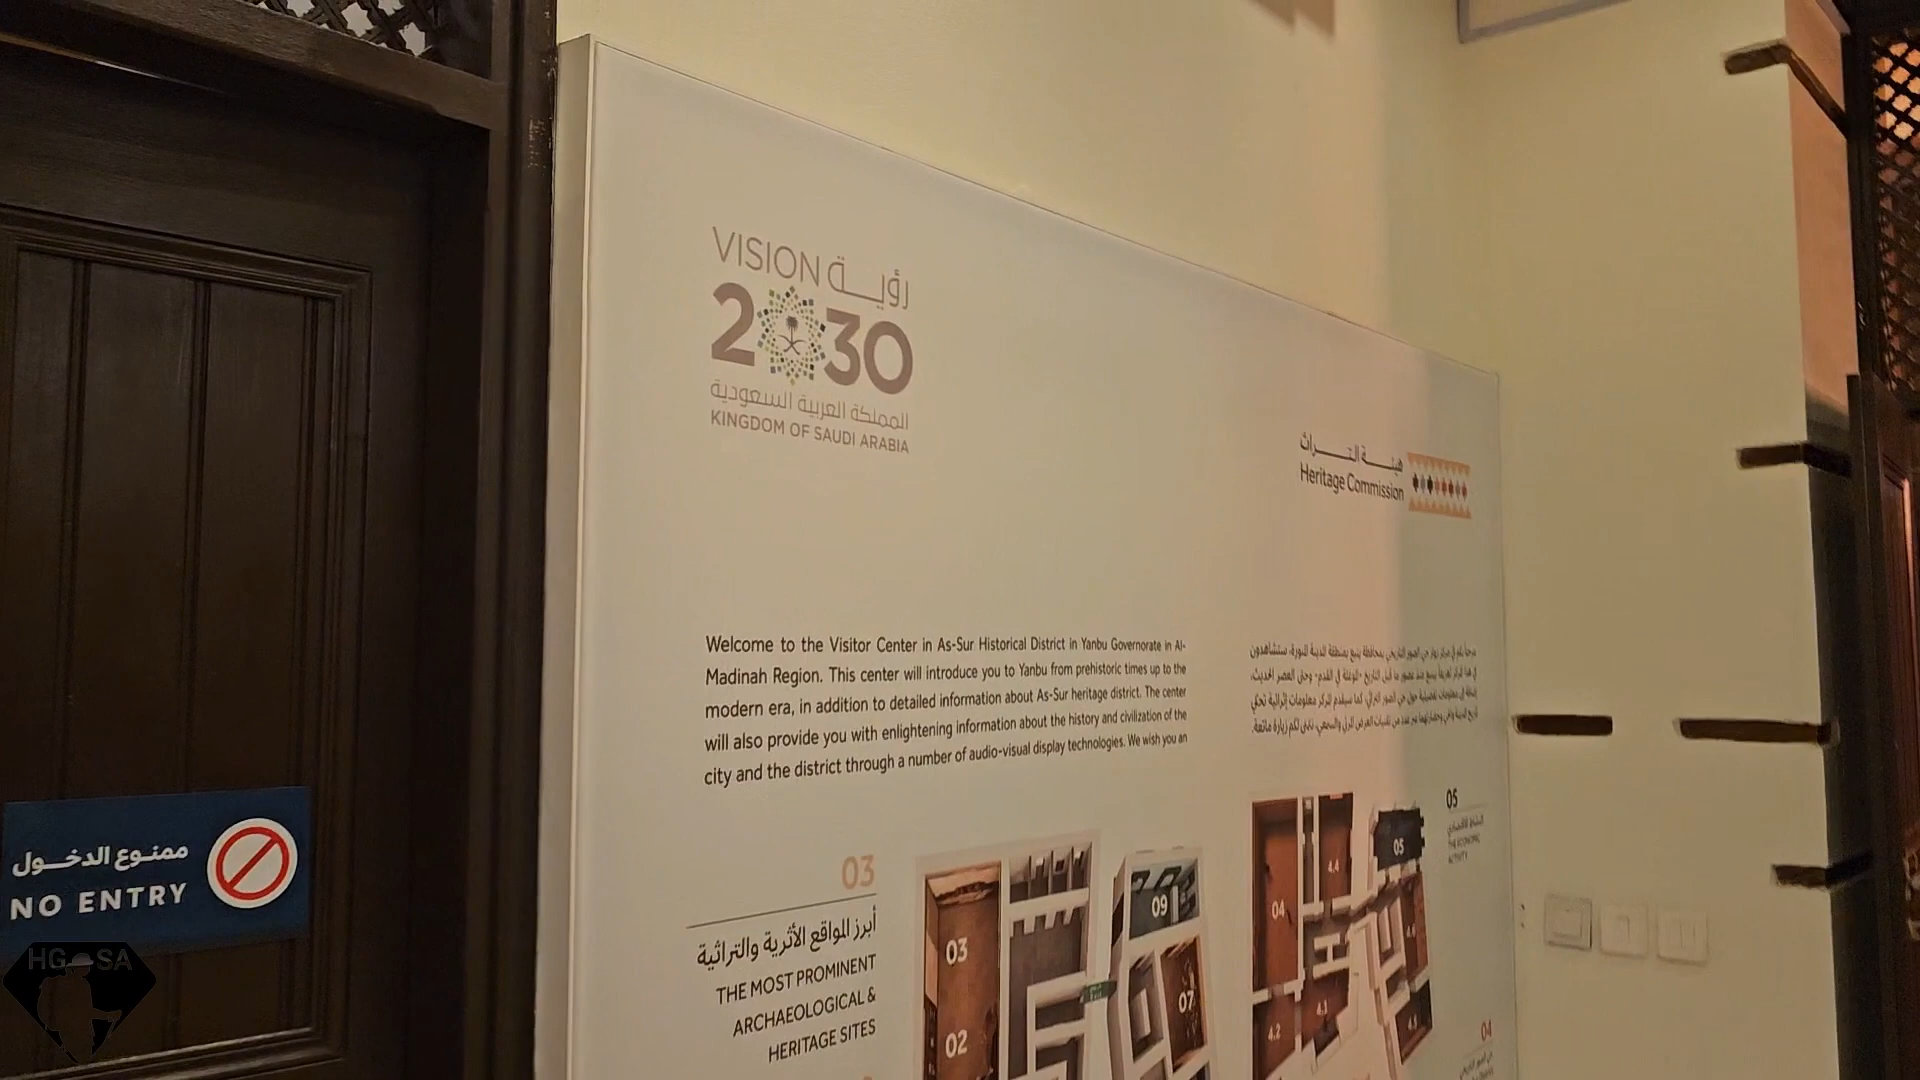 VISION رؤيـــة
2030
المملكة العربية السعودية
KINGDOM OF SAUDI ARABIA
هيئـــة التـــراث
Heritage Commission
Welcome to the Visitor Center in As-Sur Historical District in Yanbu Governorate in Al-
Madinah Region. This center will introduce you to Yanbu from prehistoric times up to the
modern era, in addition to detailed information about As-Sur heritage district. The center
will also provide you with enlightening information about the history and civilization of the
city and the district through a number of audio-visual display technologies. We wish you an
03
أبرز المواقع الأثرية والتراثية
THE MOST PROMINENT
ARCHAEOLOGICAL &
HERITAGE SITES
03
02
09
07
04
4.4
05
4.2
05
THE ECONOMIC
ACTIVITY
04
ممنـوع الدخـــول
NO ENTRY
HG SA